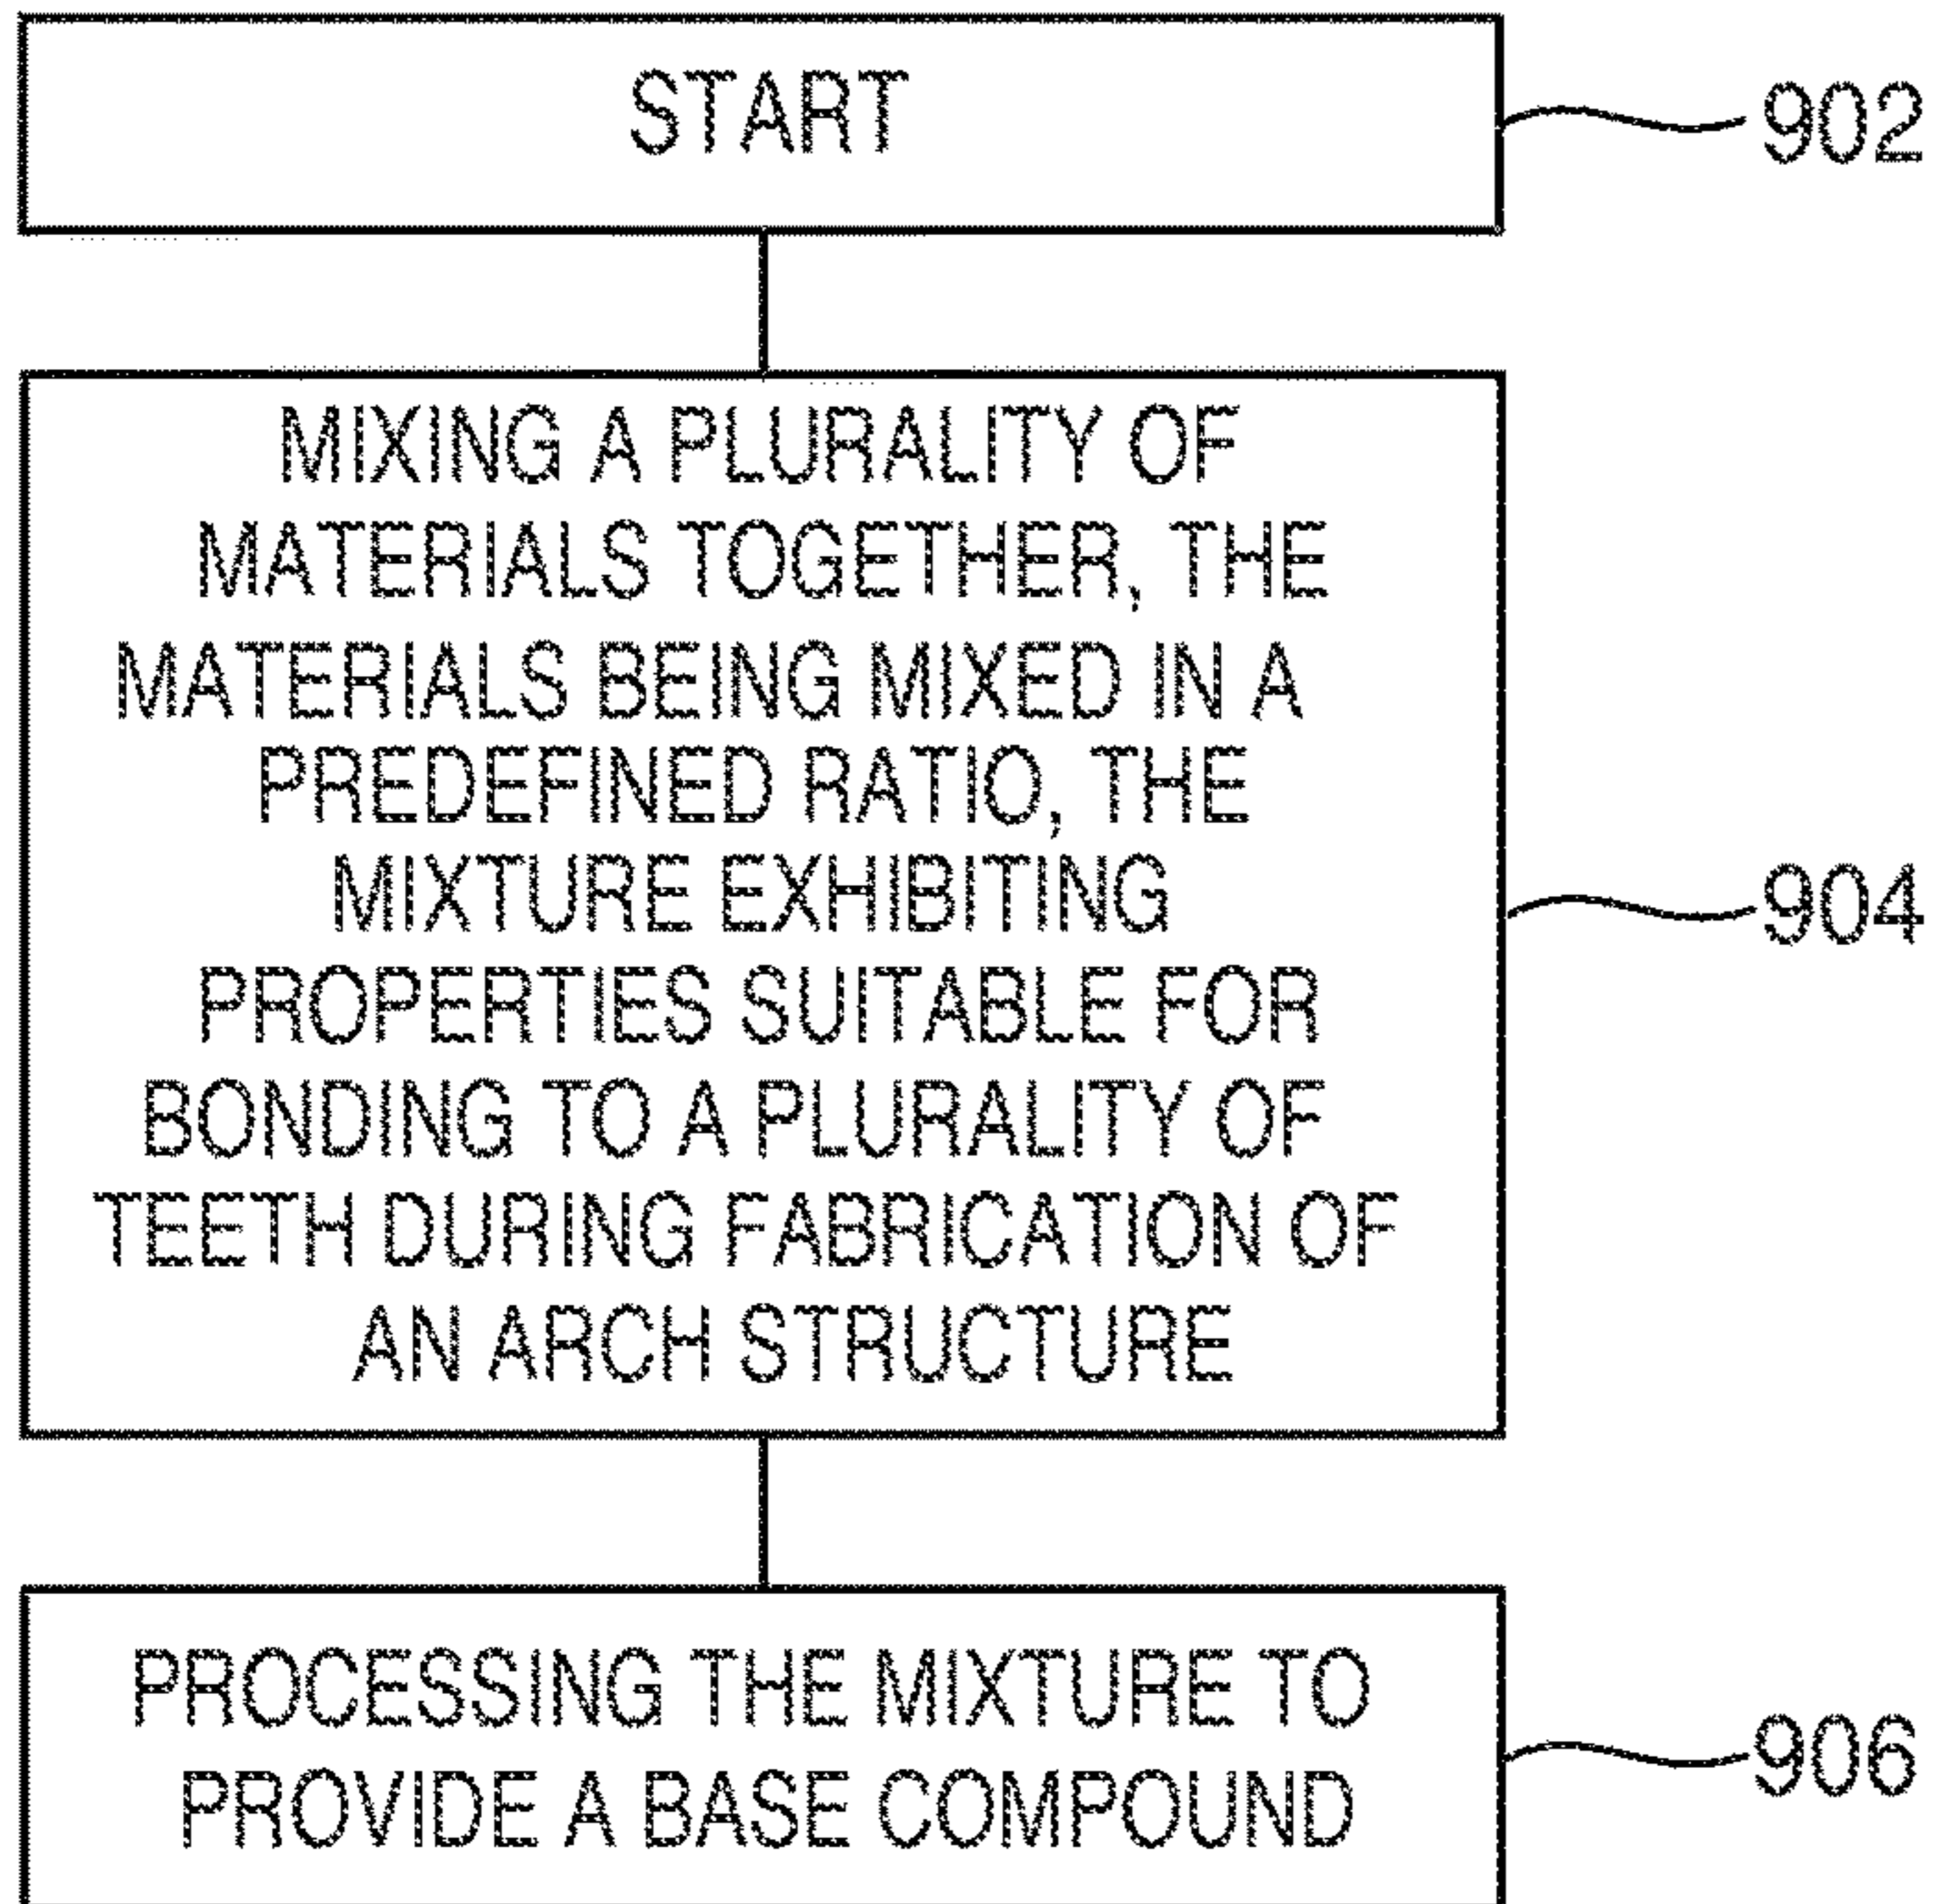 START
902
MIXING A PLURALITY OF
MATERIALS TOGETHER, THE
MATERIALS BEING MIXED IN A
PREDEFINED RATIO, THE
MIXTURE EXHIBITING
PROPERTIES SUITABLE FOR
BONDING TO A PLURALITY OF
TEETH DURING FABRICATION OF
AN ARCH STRUCTURE
904
PROCESSING THE MIXTURE TO
PROVIDE A BASE COMPOUND
906